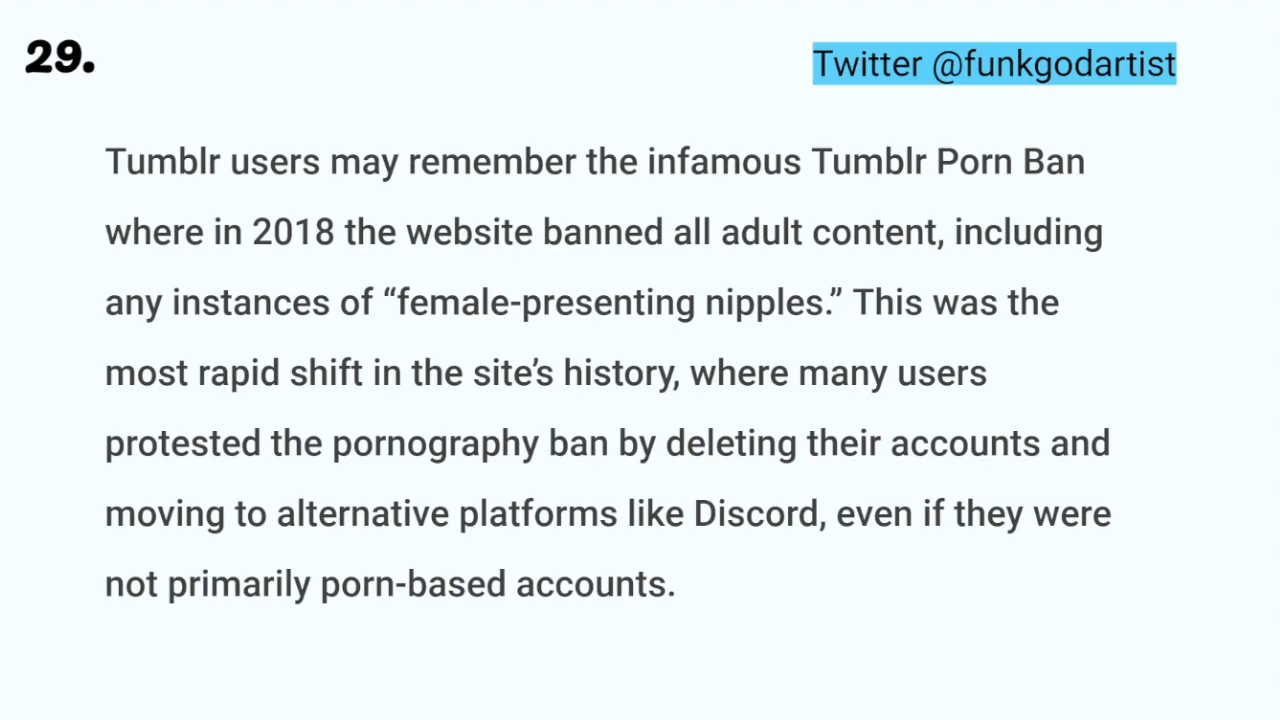 29.
Twitter @funkgodartist
Tumblr users may remember the infamous Tumblr Porn Ban
where in 2018 the website banned all adult content, including
any instances of “female-presenting nipples.” This was the
most rapid shift in the site’s history, where many users
protested the pornography ban by deleting their accounts and
moving to alternative platforms like Discord, even if they were
not primarily porn-based accounts.